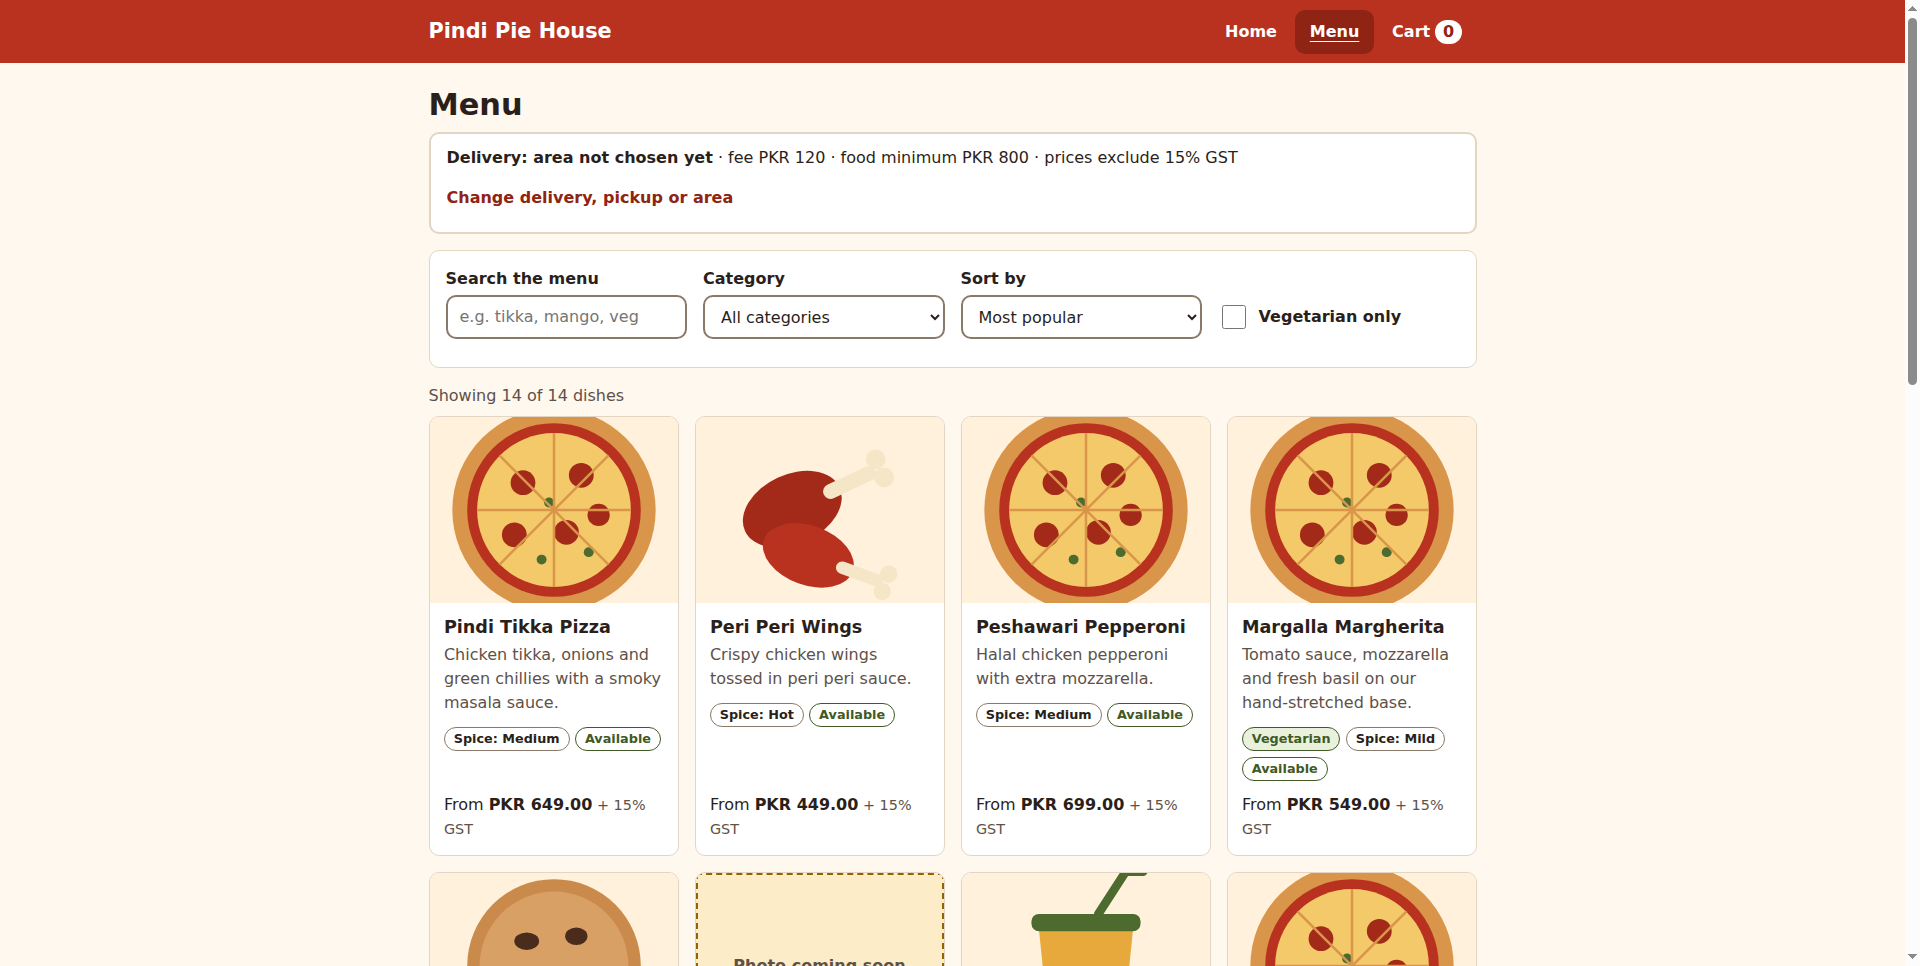 Pindi Pie House
Home
Menu
Cart 0
Menu
Delivery: area not chosen yet · fee PKR 120 · food minimum PKR 800 · prices exclude 15% GST
Change delivery, pickup or area
Search the menu
e.g. tikka, mango, veg
Category
All categories
Sort by
Most popular
Vegetarian only
Showing 14 of 14 dishes
Pindi Tikka Pizza
Chicken tikka, onions and
green chillies with a smoky
masala sauce.
Spice: Medium
Available
From PKR 649.00 + 15%
GST
Peri Peri Wings
Crispy chicken wings
tossed in peri peri sauce.
Spice: Hot
Available
From PKR 449.00 + 15%
GST
Peshawari Pepperoni
Halal chicken pepperoni
with extra mozzarella.
Spice: Medium
Available
From PKR 699.00 + 15%
GST
Margalla Margherita
Tomato sauce, mozzarella
and fresh basil on our
hand-stretched base.
Vegetarian
Spice: Mild
Available
From PKR 549.00 + 15%
GST
Photo coming soon